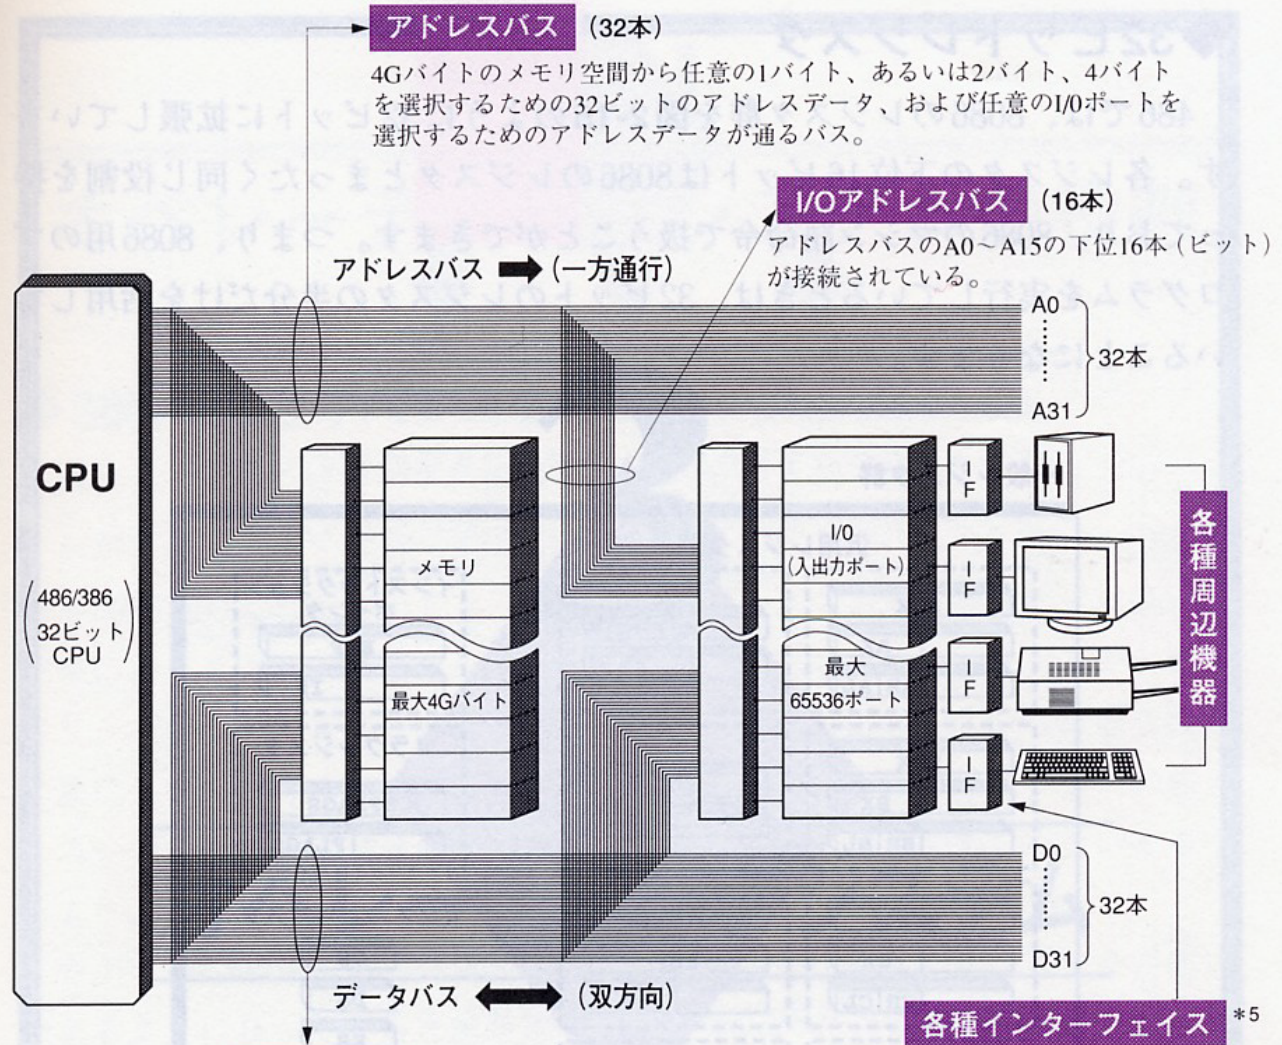 アドレスバス (32本)
4Gバイトのメモリ空間から任意の1バイト、あるいは2バイト、4バイト
を選択するための32ビットのアドレスデータ、および任意のI/0ポートを
選択するためのアドレスデータが通るバス。
I/Oアドレスバス (16本)
アドレスバスのA0～A15の下位16本(ビット)
が接続されている。
アドレスバス ➡ (一方通行)
A0
32本
A31
CPU
486/386
32ビット
CPU
メモリ
最大4Gバイト
I/0
(入出力ポート)
最大
65536ポート
IF
IF
IF
IF
各種周辺機器
D0
32本
D31
データバス ⟷ (双方向)
各種インターフェイス *5